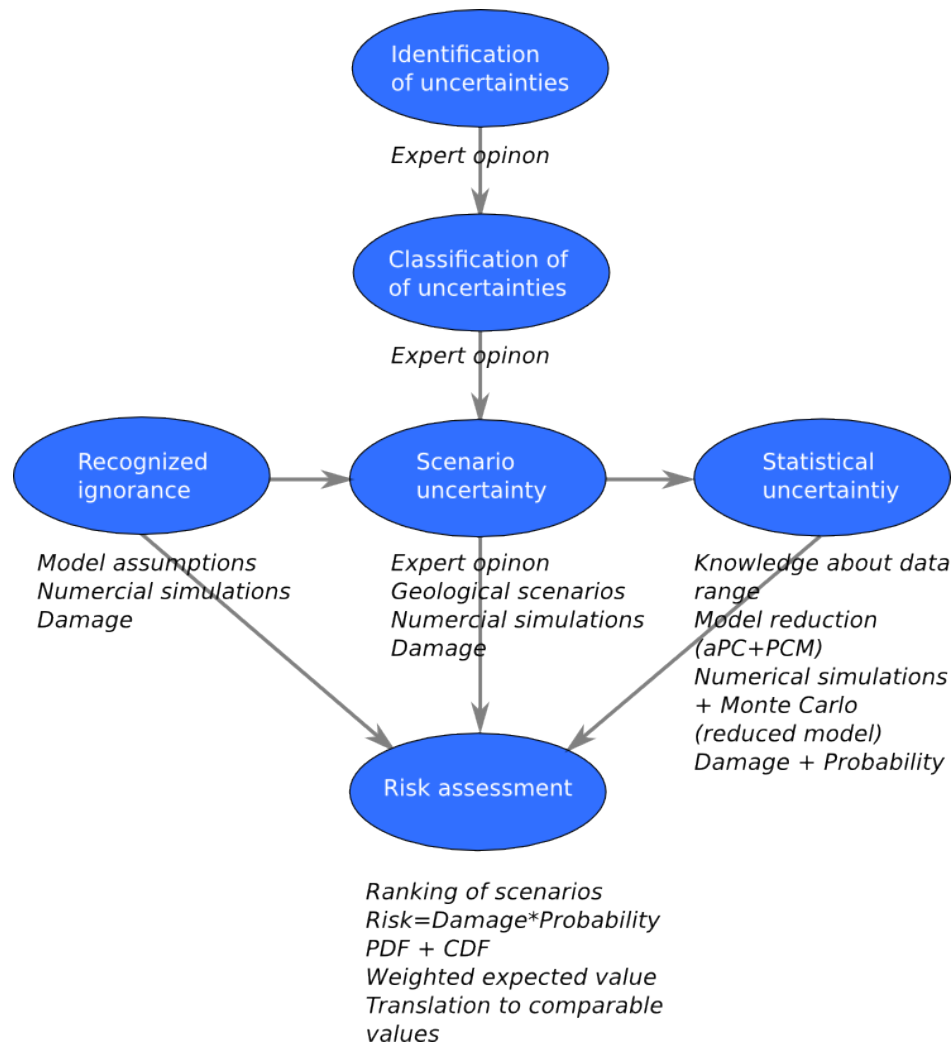 Identification
of uncertainties
Expert opinon
Classification of
of uncertainties
Expert opinon
Recognized
ignorance
Scenario
uncertainty
Statistical
uncertaintiy
Model assumptions
Numercial simulations
Damage
Expert opinon
Geological scenarios
Numercial simulations
Damage
Knowledge about data
range
Model reduction
(aPC+PCM)
Numerical simulations
+ Monte Carlo
(reduced model)
Damage + Probability
Risk assessment
Ranking of scenarios
Risk=Damage*Probability
PDF + CDF
Weighted expected value
Translation to comparable
values